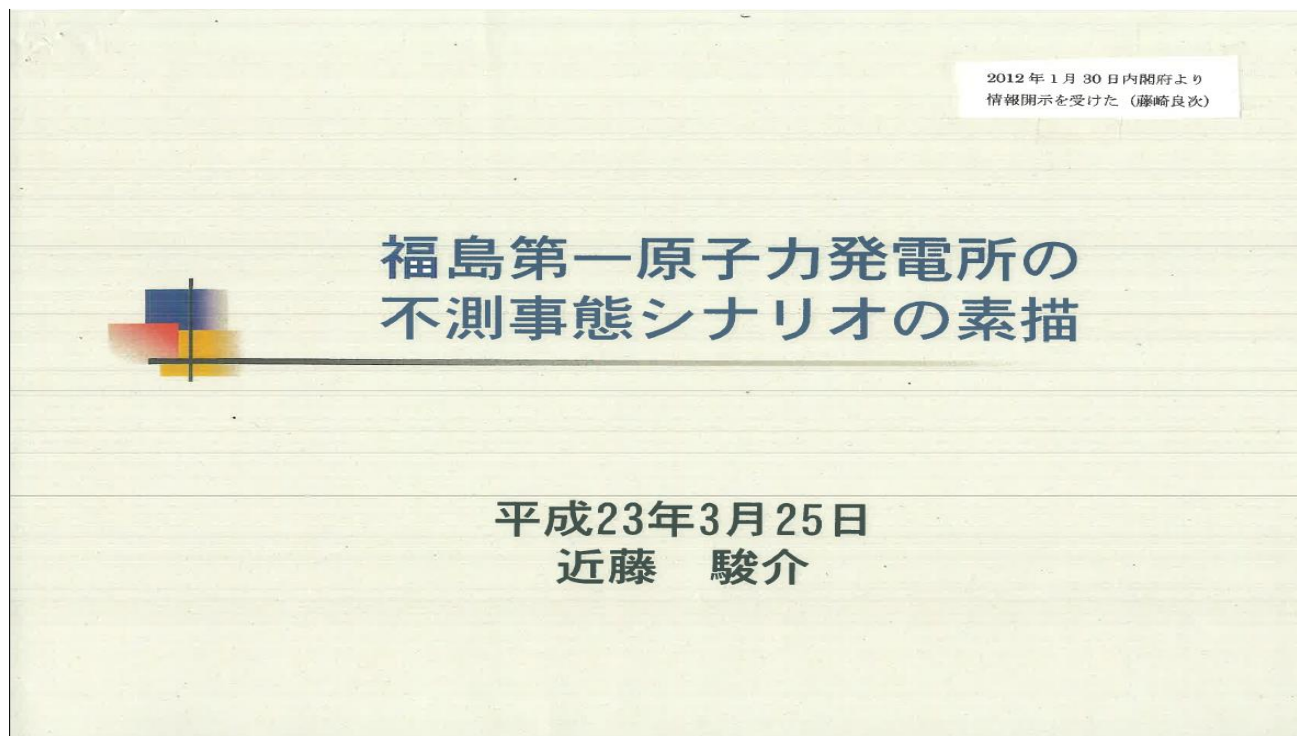 2012年1月30日内閣府より
情報開示を受けた（藤崎良次）
福島第一原子力発電所の
不測事態シナリオの素描
平成23年3月25日
近藤　駿介